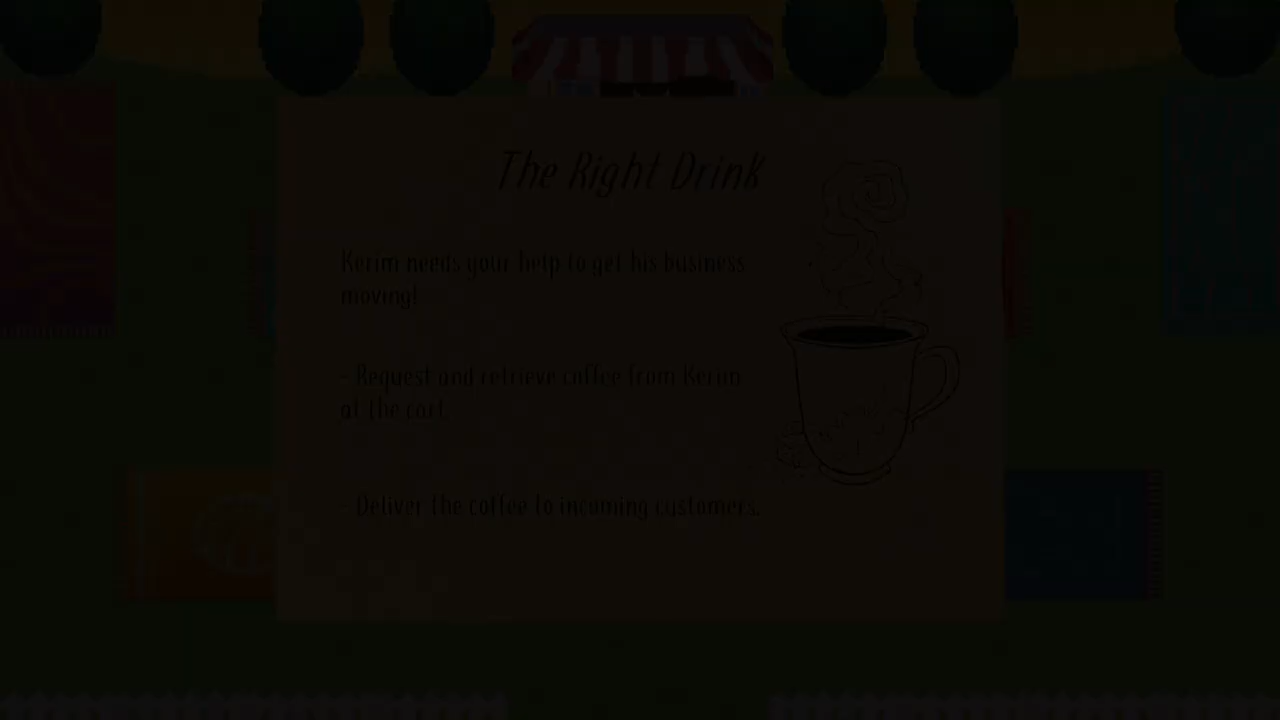 The Right Drink
Kerim needs your help to get his business
moving!
- Request and retrieve coffee from Kerim
at the cart.
- Deliver the coffee to incoming customers.